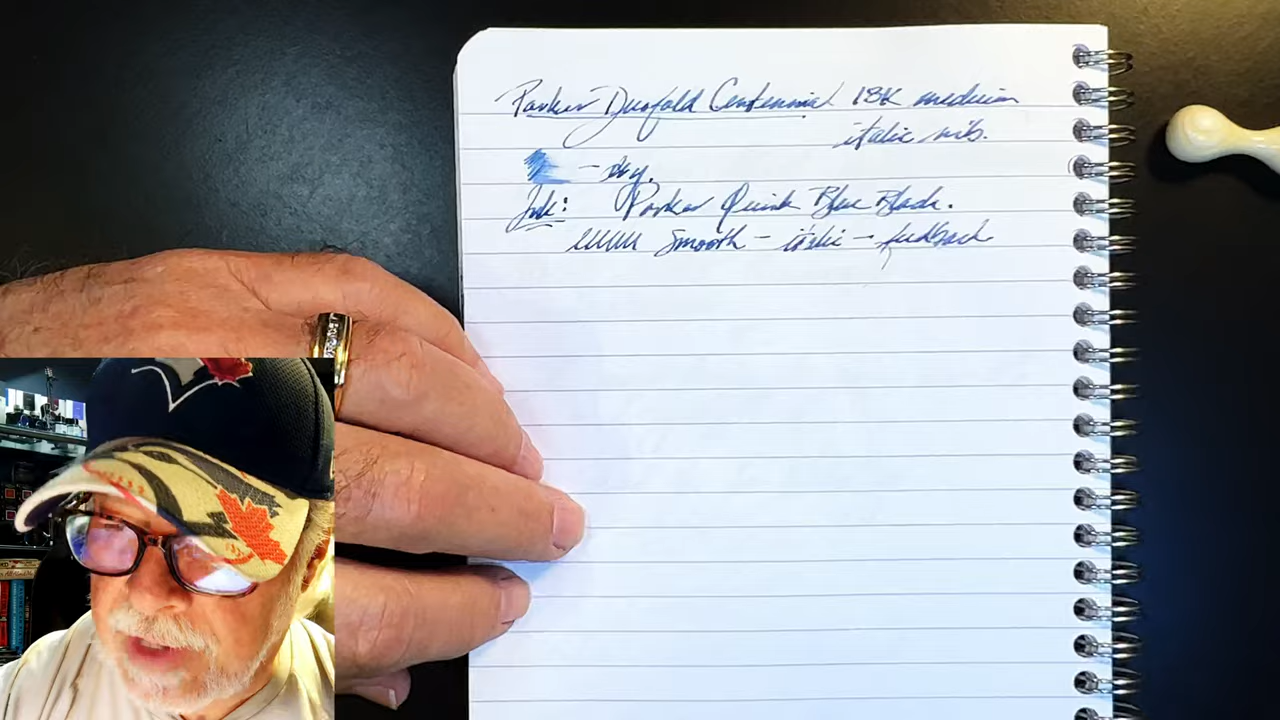 Parker Duofold Centennial 18K medium
italic nib.
- dry.
Ink: Parker Quink Blue Black.
Smooth - italic - feedback